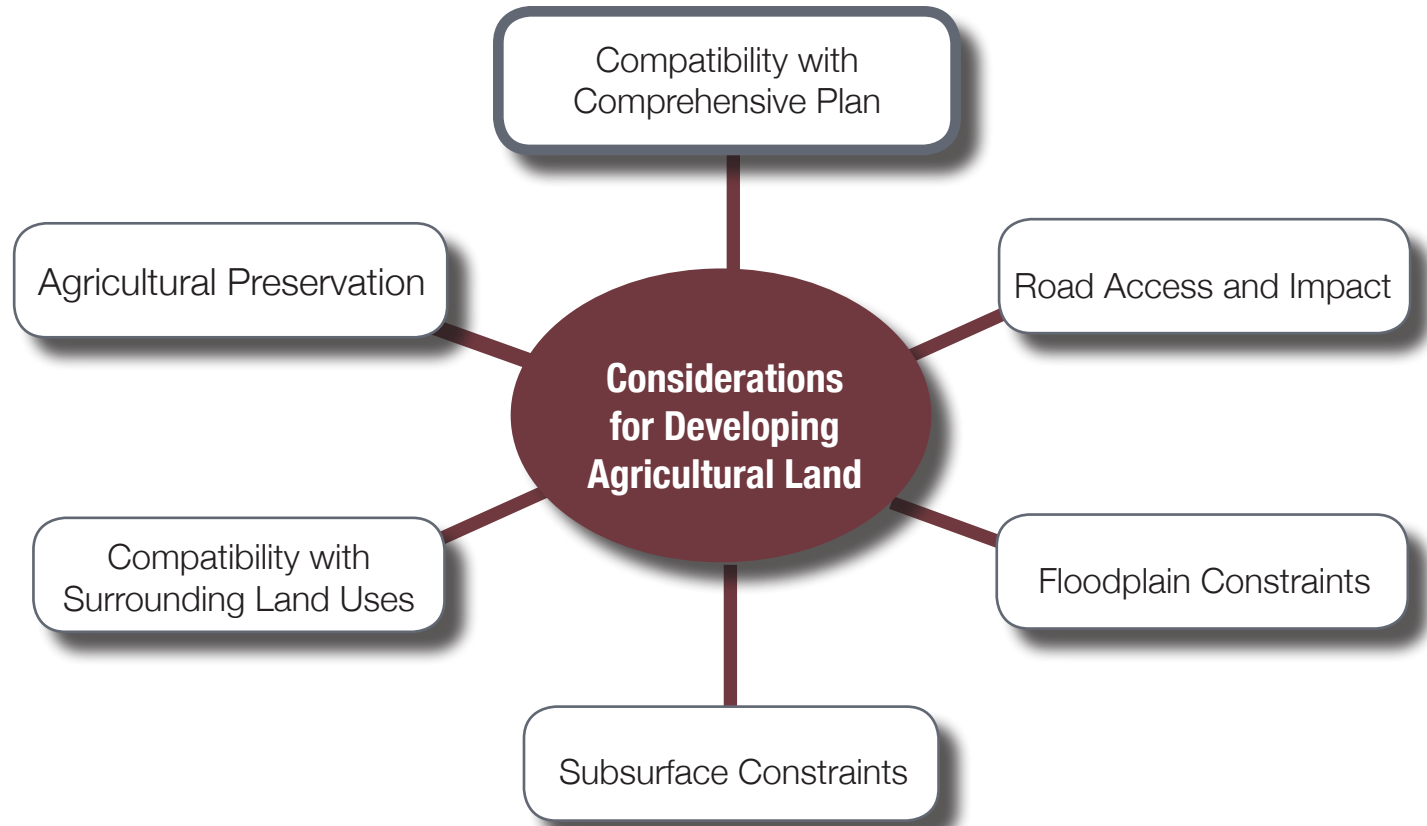 Compatibility with
Comprehensive Plan
Agricultural Preservation
Road Access and Impact
Considerations
for Developing
Agricultural Land
Compatibility with
Surrounding Land Uses
Floodplain Constraints
Subsurface Constraints